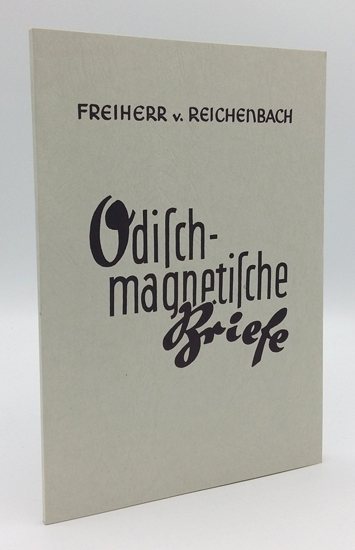 FREIHERR v. REICHENBACH
Odiſch-
magnetiſche
Briefe